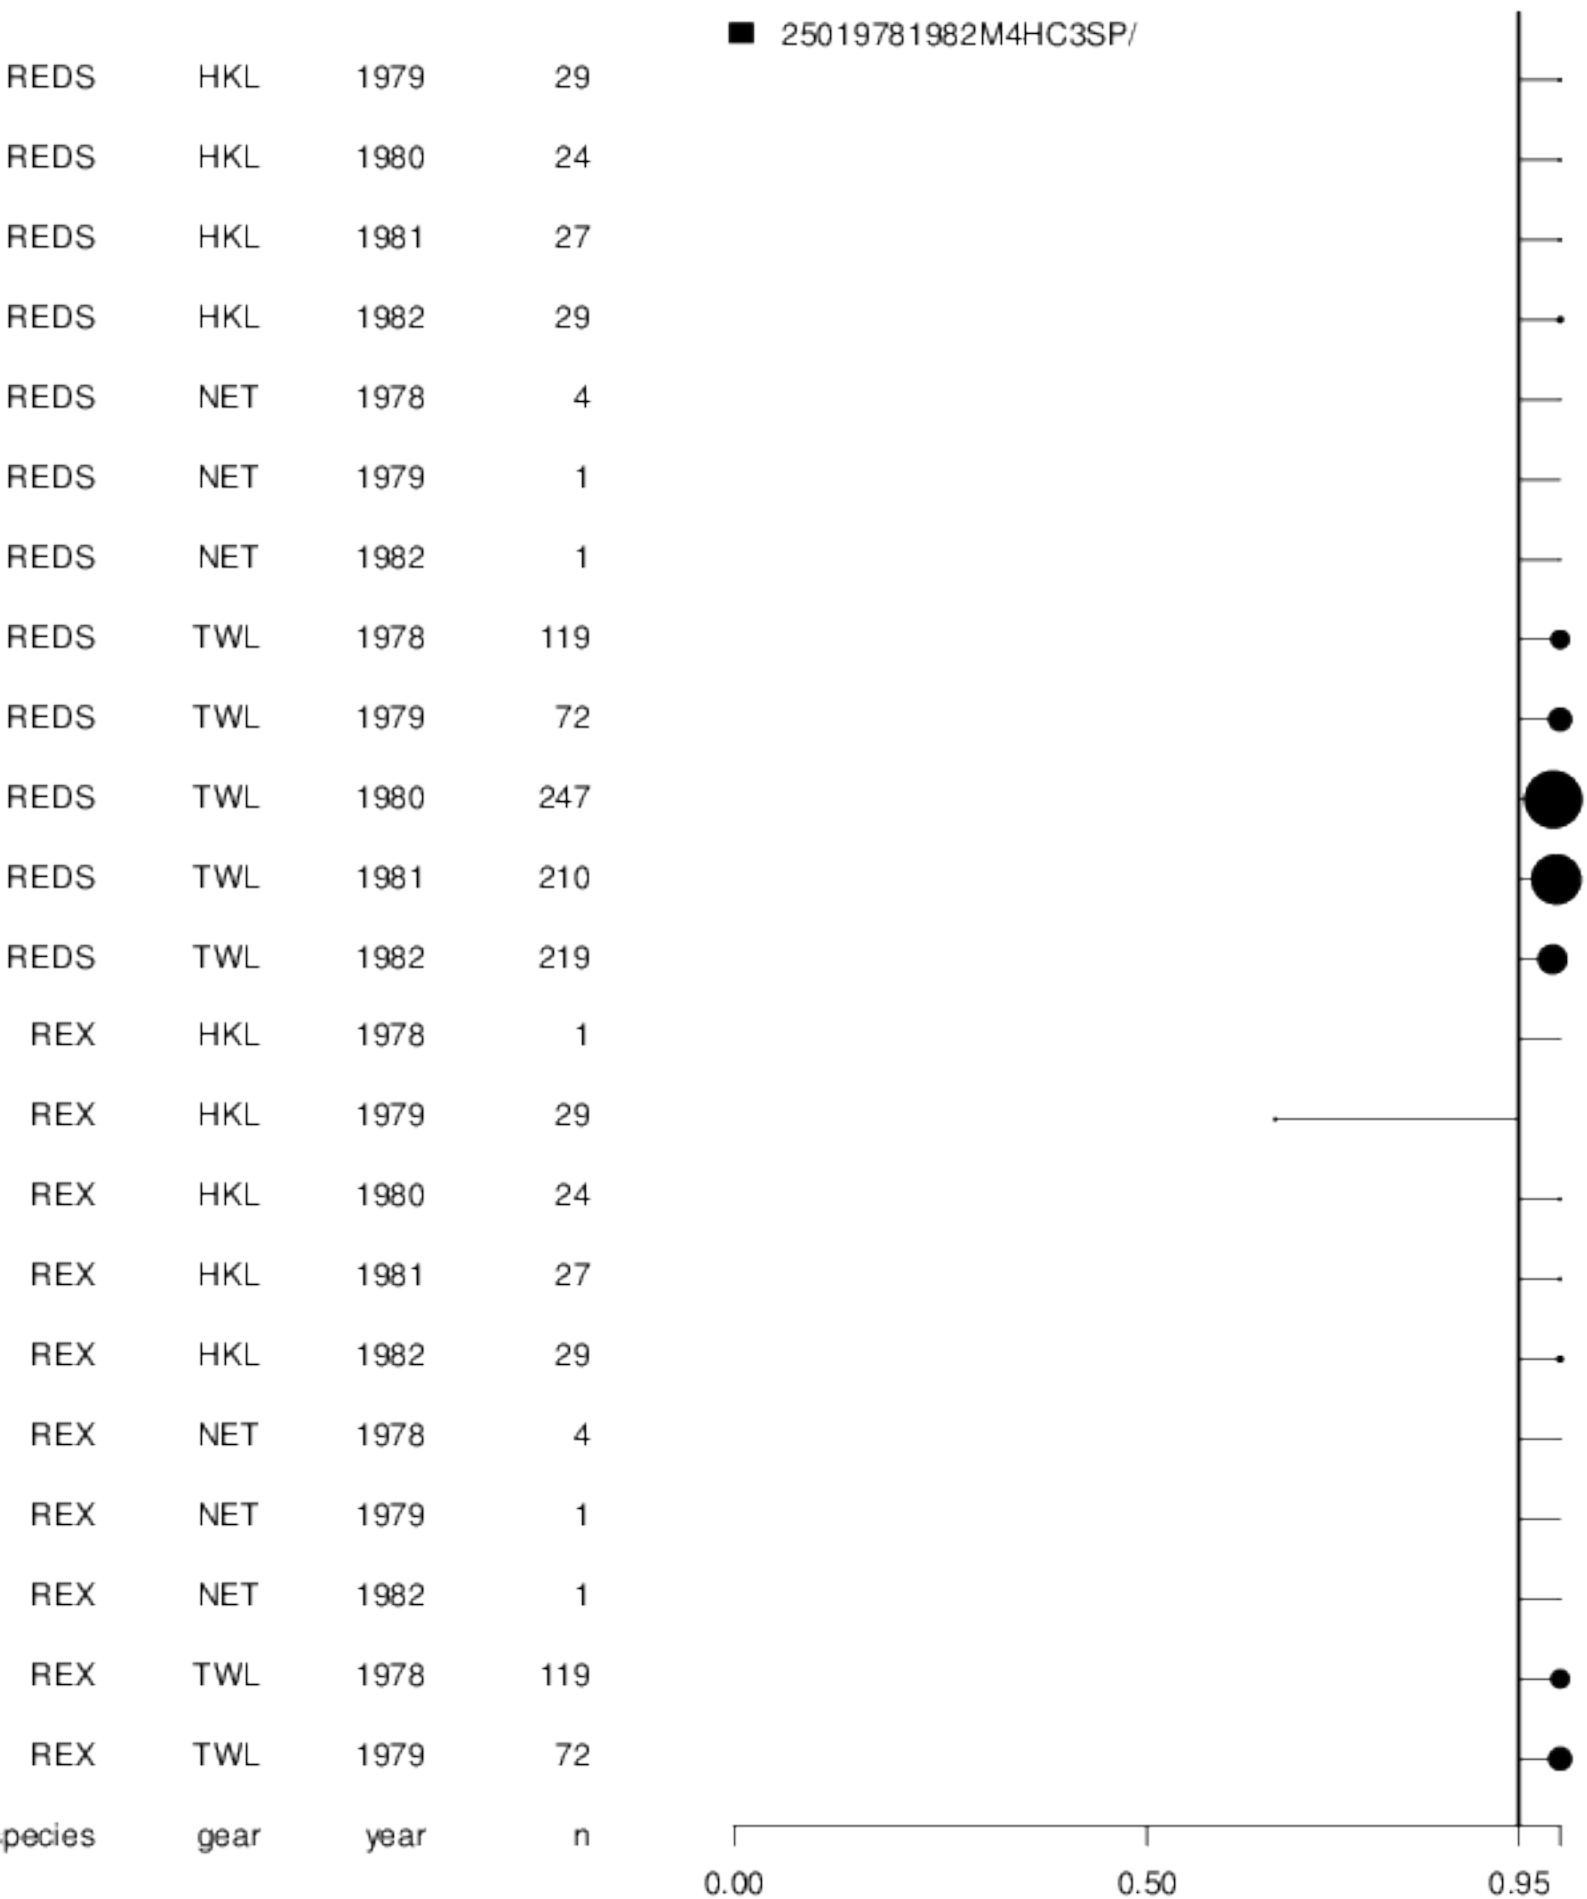 25019781982M4HC3SP/
REDS HKL 1979 29
REDS HKL 1980 24
REDS HKL 1981 27
REDS HKL 1982 29
REDS NET 1978 4
REDS NET 1979 1
REDS NET 1982 1
REDS TWL 1978 119
REDS TWL 1979 72
REDS TWL 1980 247
REDS TWL 1981 210
REDS TWL 1982 219
REX HKL 1978 1
REX HKL 1979 29
REX HKL 1980 24
REX HKL 1981 27
REX HKL 1982 29
REX NET 1978 4
REX NET 1979 1
REX NET 1982 1
REX TWL 1978 119
REX TWL 1979 72
pecies gear year n
0.00 0.50 0.95